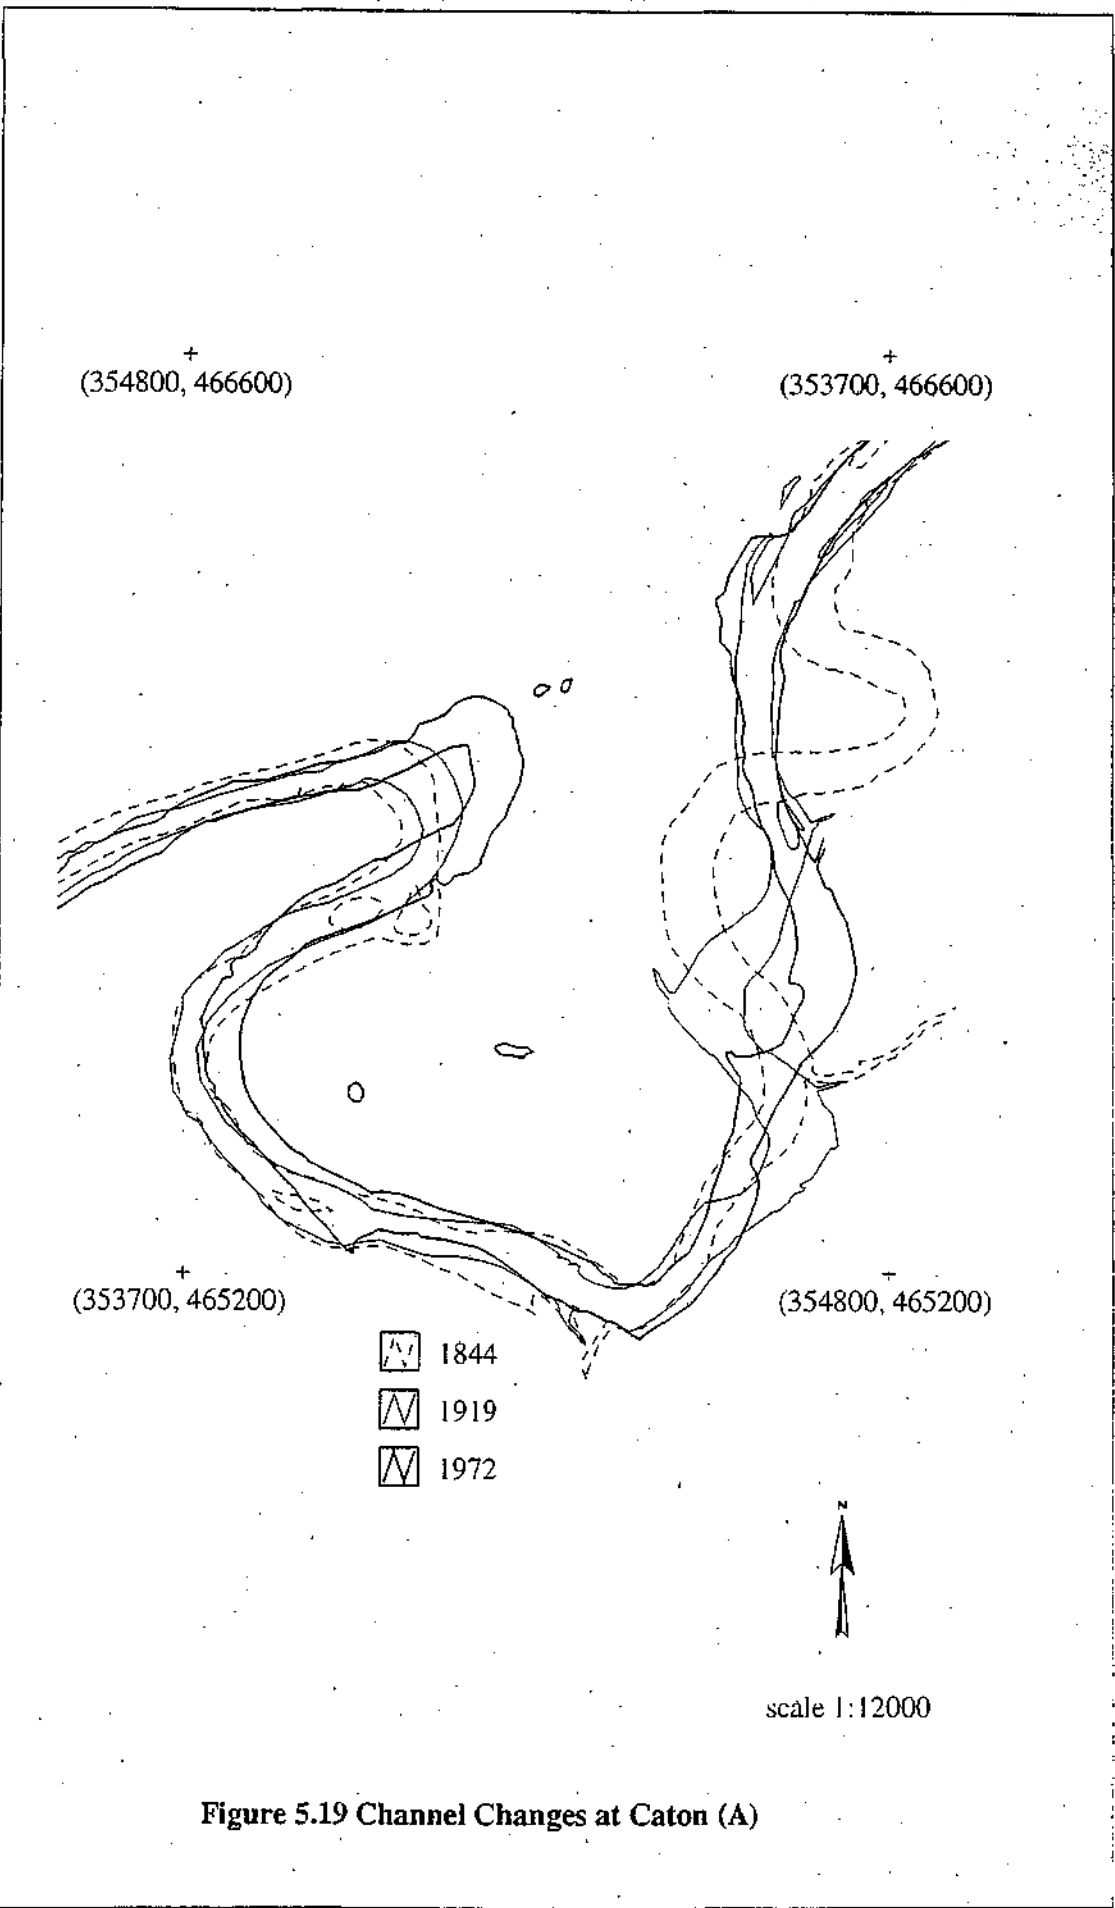 (354800, 466600)
(353700, 466600)
(353700, 465200)
(354800, 465200)
1844
1919
1972
N
scale 1:12000
Figure 5.19 Channel Changes at Caton (A)